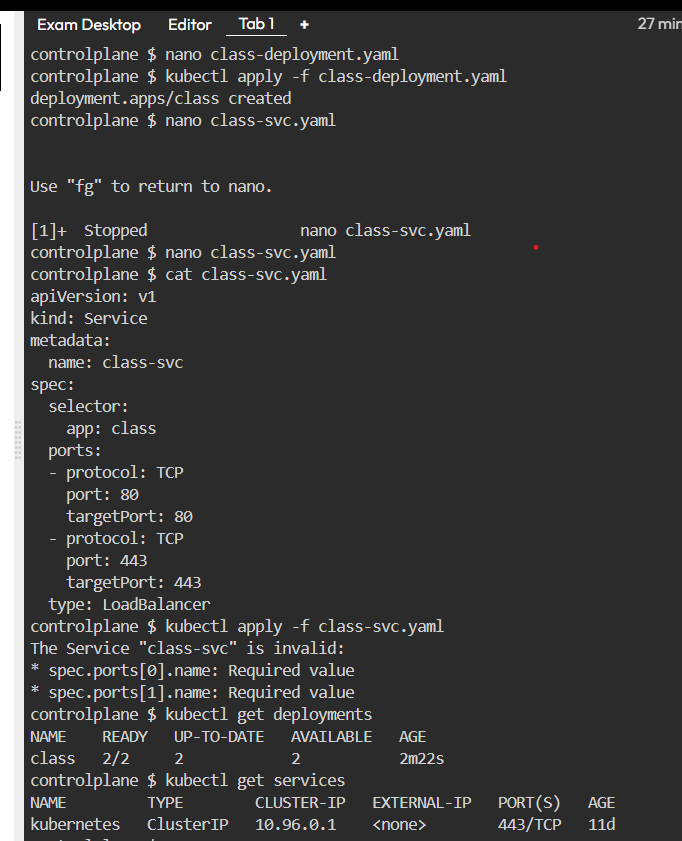 Exam Desktop Editor Tab 1 + 27 min
controlplane $ nano class-deployment.yaml
controlplane $ kubectl apply -f class-deployment.yaml
deployment.apps/class created
controlplane $ nano class-svc.yaml
Use "fg" to return to nano.
[1]+  Stopped                 nano class-svc.yaml
controlplane $ nano class-svc.yaml
controlplane $ cat class-svc.yaml
apiVersion: v1
kind: Service
metadata:
  name: class-svc
spec:
  selector:
    app: class
  ports:
  - protocol: TCP
    port: 80
    targetPort: 80
  - protocol: TCP
    port: 443
    targetPort: 443
  type: LoadBalancer
controlplane $ kubectl apply -f class-svc.yaml
The Service "class-svc" is invalid:
* spec.ports[0].name: Required value
* spec.ports[1].name: Required value
controlplane $ kubectl get deployments
NAME    READY   UP-TO-DATE   AVAILABLE   AGE
class   2/2     2            2           2m22s
controlplane $ kubectl get services
NAME         TYPE        CLUSTER-IP   EXTERNAL-IP   PORT(S)   AGE
kubernetes   ClusterIP   10.96.0.1    <none>        443/TCP   11d